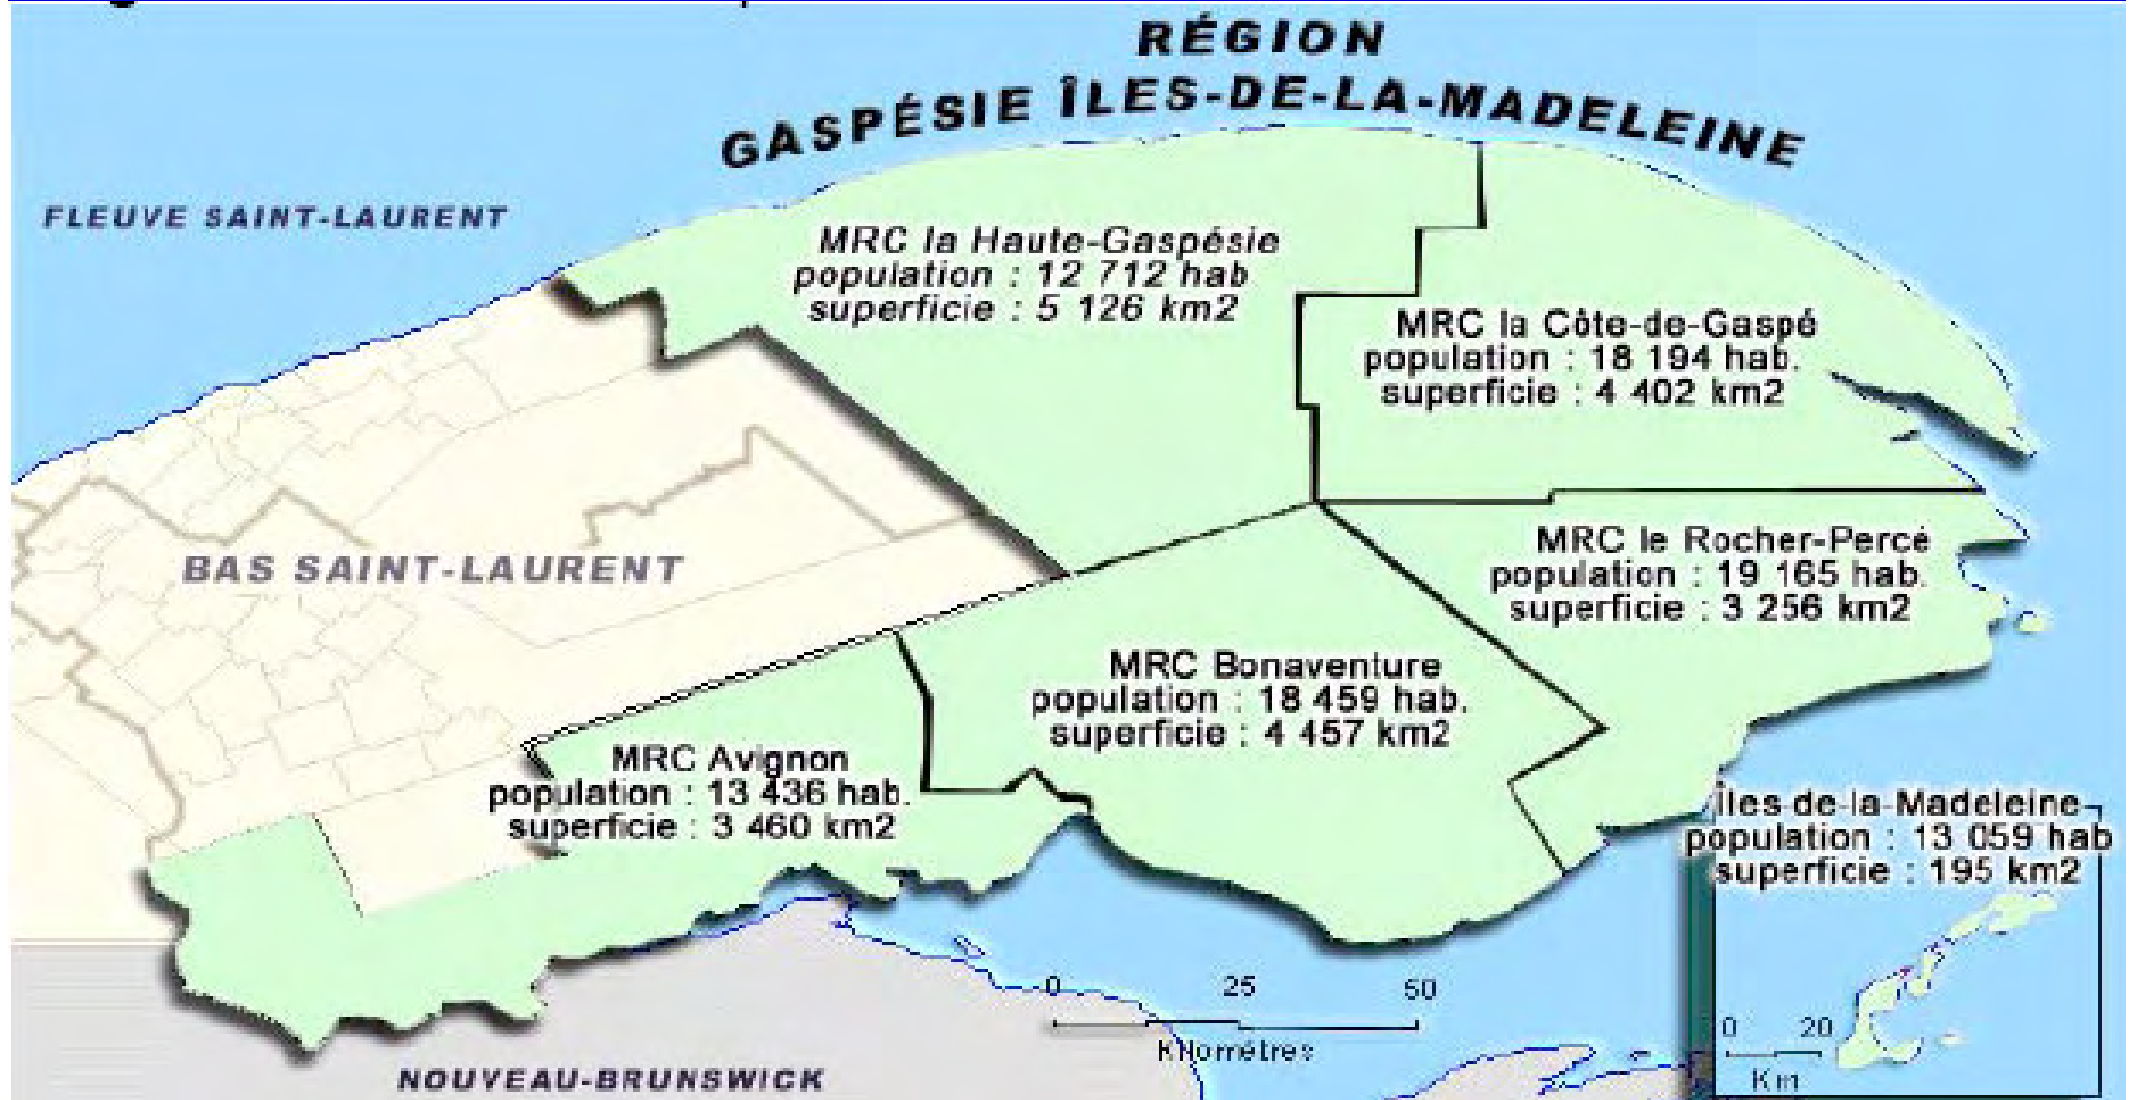 RÉGION
GASPÉSIE ÎLES-DE-LA-MADELEINE
FLEUVE SAINT-LAURENT
MRC la Haute-Gaspésie
population : 12 712 hab
superficie : 5 126 km2
MRC la Côte-de-Gaspé
population : 18 194 hab.
superficie : 4 402 km2
BAS SAINT-LAURENT
MRC le Rocher-Percé
population : 19 165 hab.
superficie : 3 256 km2
MRC Bonaventure
population : 18 459 hab.
superficie : 4 457 km2
MRC Avignon
population : 13 436 hab.
superficie : 3 460 km2
Îles-de-la-Madeleine
population : 13 059 hab
superficie : 195 km2
0 25 50
Kilométres
0 20
Km
NOUVEAU-BRUNSWICK